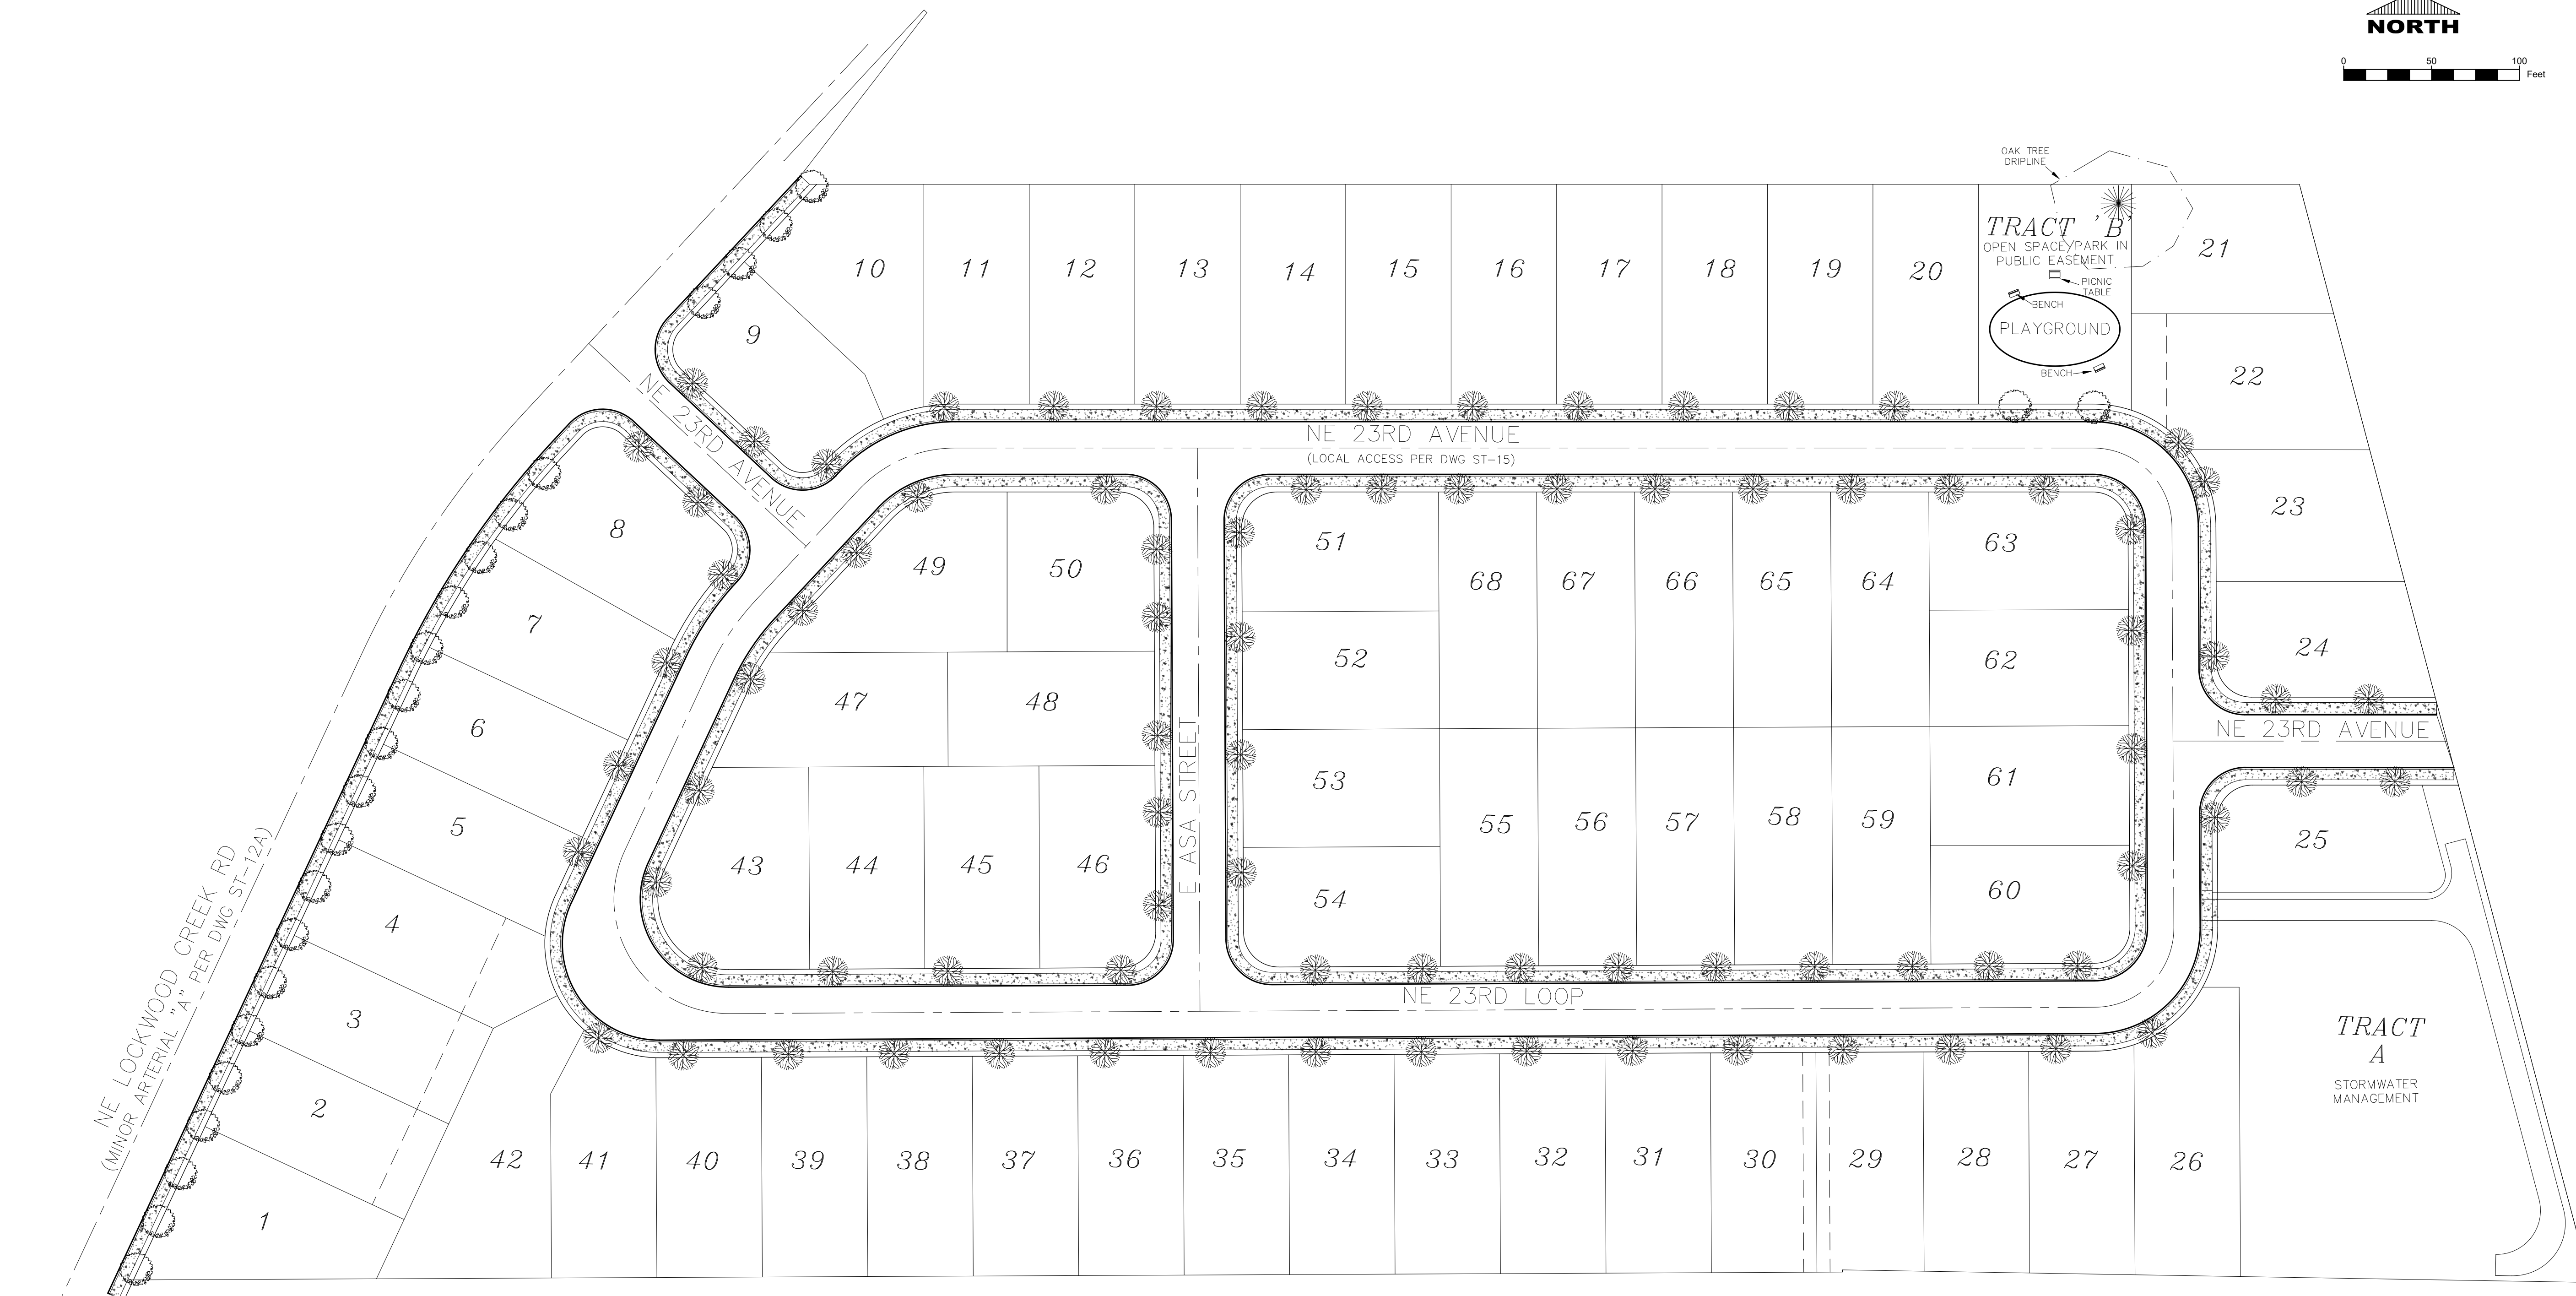 NORTH
0 50 100
Feet
OAK TREE
DRIPLINE
TRACT 'B'
OPEN SPACE/PARK IN
PUBLIC EASEMENT
PICNIC
TABLE
BENCH
PLAYGROUND
BENCH
10 11 12 13 14 15 16 17 18 19 20
21
22
23
24
9
NE 23RD AVENUE
NE 23RD AVENUE
(LOCAL ACCESS PER DWG ST-15)
8
7
6
5
4
3
2
1
NE LOCKWOOD CREEK RD
(MINOR ARTERIAL "A" PER DWG ST-12A)
49 50
47 48
43 44 45 46
E ASA STREET
51
52
53
54
68 67 66 65 64
55 56 57 58 59
63
62
61
60
NE 23RD AVENUE
25
NE 23RD LOOP
TRACT
A
STORMWATER
MANAGEMENT
42 41 40 39 38 37 36 35 34 33 32 31 30 29 28 27 26